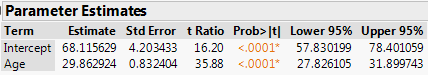 Parameter Estimates
Term Estimate Std Error t Ratio Prob>|t| Lower 95% Upper 95%
Intercept 68.115629 4.203433 16.20 <.0001* 57.830199 78.401059
Age 29.862924 0.832404 35.88 <.0001* 27.826105 31.899743